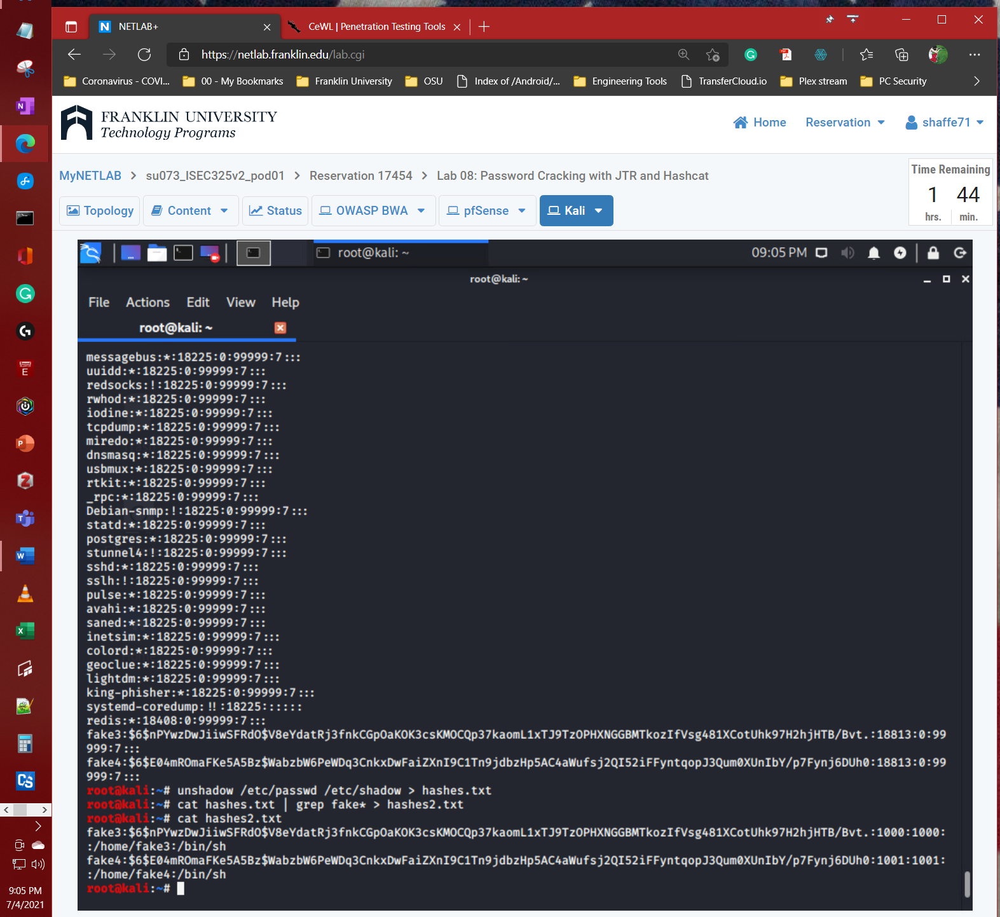 NETLAB+
CeWL | Penetration Testing Tools
https://netlab.franklin.edu/lab.cgi
Coronavirus - COVI...
00 - My Bookmarks
Franklin University
OSU
Index of /Android/...
Engineering Tools
TransferCloud.io
Plex stream
PC Security
FRANKLIN UNIVERSITY
Technology Programs
Home
Reservation
shaffe71
MyNETLAB > su073_ISEC325v2_pod01 > Reservation 17454 > Lab 08: Password Cracking with JTR and Hashcat
Time Remaining
1 44
hrs. min.
Topology
Content
Status
OWASP BWA
pfSense
Kali
root@kali: ~
09:05 PM
root@kali: ~
File Actions Edit View Help
root@kali: ~
messagebus:*:18225:0:99999:7:::
uuidd:*:18225:0:99999:7:::
redsocks:!:18225:0:99999:7:::
rwhod:*:18225:0:99999:7:::
iodine:*:18225:0:99999:7:::
tcpdump:*:18225:0:99999:7:::
miredo:*:18225:0:99999:7:::
dnsmasq:*:18225:0:99999:7:::
usbmux:*:18225:0:99999:7:::
rtkit:*:18225:0:99999:7:::
_rpc:*:18225:0:99999:7:::
Debian-snmp:!:18225:0:99999:7:::
statd:*:18225:0:99999:7:::
postgres:*:18225:0:99999:7:::
stunnel4:!:18225:0:99999:7:::
sshd:*:18225:0:99999:7:::
sslh:!:18225:0:99999:7:::
pulse:*:18225:0:99999:7:::
avahi:*:18225:0:99999:7:::
saned:*:18225:0:99999:7:::
inetsim:*:18225:0:99999:7:::
colord:*:18225:0:99999:7:::
geoclue:*:18225:0:99999:7:::
lightdm:*:18225:0:99999:7:::
king-phisher:*:18225:0:99999:7:::
systemd-coredump:!!:18225::::::
redis:*:18408:0:99999:7:::
fake3:$6$nPYwzDwJiiwSFRdO$V8eYdatRj3fnkCGpOaKOK3csKMOCQp37kaomL1xTJ9TzOPHXNGGBMTkozIfVsg481XCotUhk97H2hjHTB/Bvt.:18813:0:99
999:7:::
fake4:$6$E04mROmaFKe5A5Bz$WabzbW6PeWDq3CnkxDwFaiZXnI9C1Tn9jdbzHp5AC4aWufsj2QI52iFFyntqopJ3Qum0XUnIbY/p7Fynj6DUh0:18813:0:99
999:7:::
root@kali:~# unshadow /etc/passwd /etc/shadow > hashes.txt
root@kali:~# cat hashes.txt | grep fake* > hashes2.txt
root@kali:~# cat hashes2.txt
fake3:$6$nPYwzDwJiiwSFRdO$V8eYdatRj3fnkCGpOaKOK3csKMOCQp37kaomL1xTJ9TzOPHXNGGBMTkozIfVsg481XCotUhk97H2hjHTB/Bvt.:1000:1000:
:/home/fake3:/bin/sh
fake4:$6$E04mROmaFKe5A5Bz$WabzbW6PeWDq3CnkxDwFaiZXnI9C1Tn9jdbzHp5AC4aWufsj2QI52iFFyntqopJ3Qum0XUnIbY/p7Fynj6DUh0:1001:1001:
:/home/fake4:/bin/sh
root@kali:~#
9:05 PM
7/4/2021